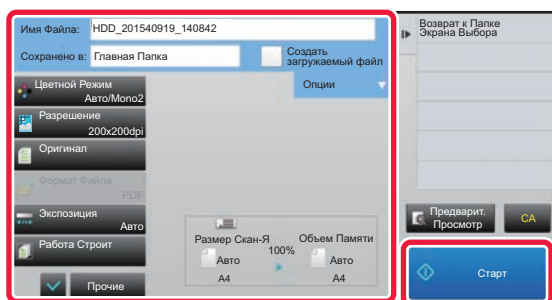 Имя Файла: HDD_201540919_140842
Сохранено в: Главная Папка
Создать
загружаемый файл
Опции
Цветной Режим
Авто/Mono2
Разрешение
200x200dpi
Оригинал
Формат Файла
PDF
Экспозиция
Авто
Работа Строит
Прочие
Размер Скан-Я
Авто
A4
100%
Объем Памяти
Авто
A4
Возврат к Папке
Экрана Выбора
Предварит.
Просмотр
CA
Старт